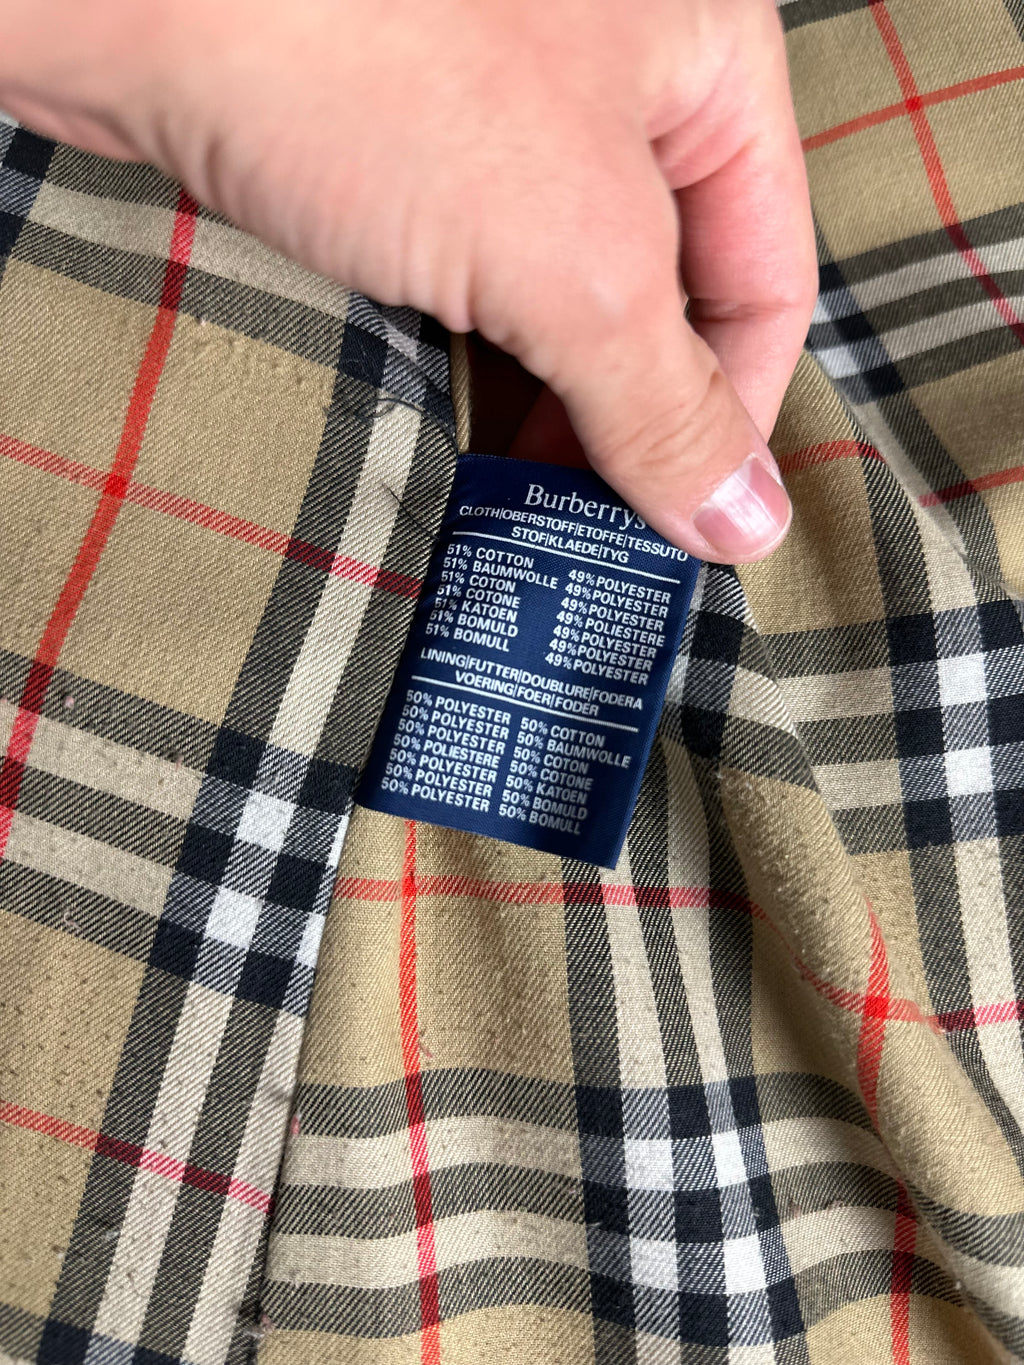 Burberrys
CLOTH|OBERSTOFF|ETOFFE|TESSUTO
STOF|KLAEDE|TYG
51% COTTON 49% POLYESTER
51% BAUMWOLLE 49% POLYESTER
51% COTON 49% POLYESTER
51% COTONE 49% POLIESTERE
51% KATOEN 49% POLYESTER
51% BOMULD 49% POLYESTER
51% BOMULL 49% POLYESTER
LINING|FUTTER|DOUBLURE|FODERA
VOERING|FOER|FODER
50% POLYESTER 50% COTTON
50% POLYESTER 50% BAUMWOLLE
50% POLYESTER 50% COTON
50% POLIESTERE 50% COTONE
50% POLYESTER 50% KATOEN
50% POLYESTER 50% BOMULD
50% POLYESTER 50% BOMULL